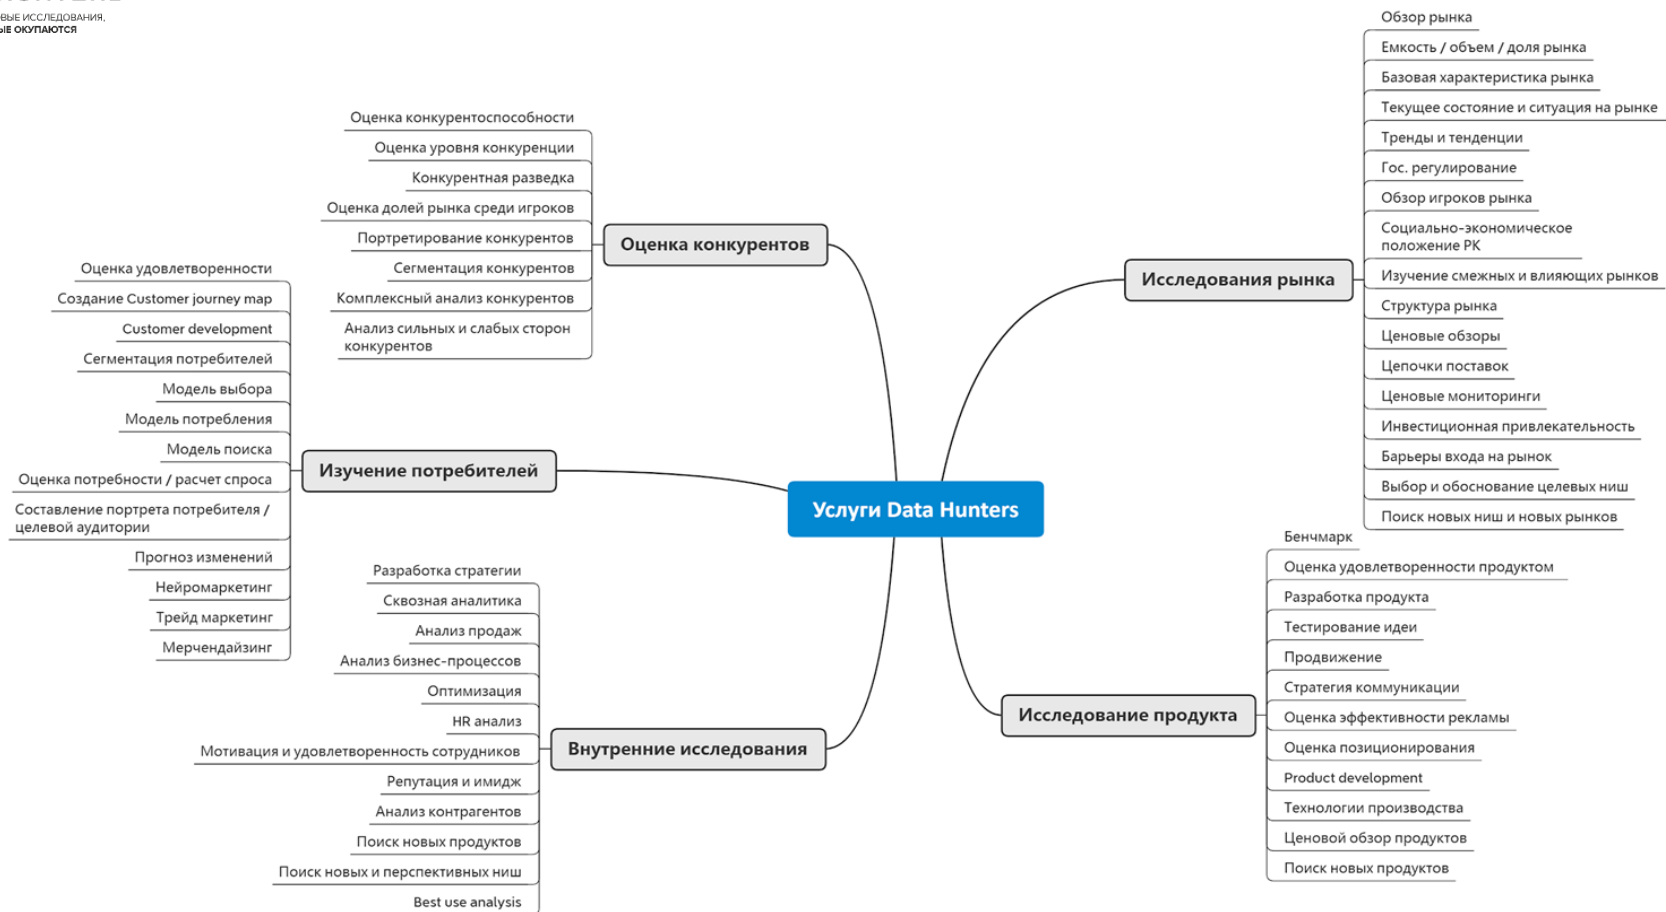 ОКУПАЮТСЯ
ИССЛЕДОВАНИЯ,
Услуги Data Hunters
Оценка конкурентов
Оценка конкурентоспособности
Оценка уровня конкуренции
Конкурентная разведка
Оценка долей рынка среди игроков
Портретирование конкурентов
Сегментация конкурентов
Комплексный анализ конкурентов
Анализ сильных и слабых сторон
конкурентов
Изучение потребителей
Оценка удовлетворенности
Создание Customer journey map
Customer development
Сегментация потребителей
Модель выбора
Модель потребления
Модель поиска
Оценка потребности / расчет спроса
Составление портрета потребителя /
целевой аудитории
Прогноз изменений
Нейромаркетинг
Трейд маркетинг
Мерчендайзинг
Внутренние исследования
Разработка стратегии
Сквозная аналитика
Анализ продаж
Анализ бизнес-процессов
Оптимизация
HR анализ
Мотивация и удовлетворенность сотрудников
Репутация и имидж
Анализ контрагентов
Поиск новых продуктов
Поиск новых и перспективных ниш
Best use analysis
Исследования рынка
Обзор рынка
Емкость / объем / доля рынка
Базовая характеристика рынка
Текущее состояние и ситуация на рынке
Тренды и тенденции
Гос. регулирование
Обзор игроков рынка
Социально-экономическое
положение РК
Изучение смежных и влияющих рынков
Структура рынка
Ценовые обзоры
Цепочки поставок
Ценовые мониторинги
Инвестиционная привлекательность
Барьеры входа на рынок
Выбор и обоснование целевых ниш
Поиск новых ниш и новых рынков
Исследование продукта
Бенчмарк
Оценка удовлетворенности продуктом
Разработка продукта
Тестирование идеи
Продвижение
Стратегия коммуникации
Оценка эффективности рекламы
Оценка позиционирования
Product development
Технологии производства
Ценовой обзор продуктов
Поиск новых продуктов